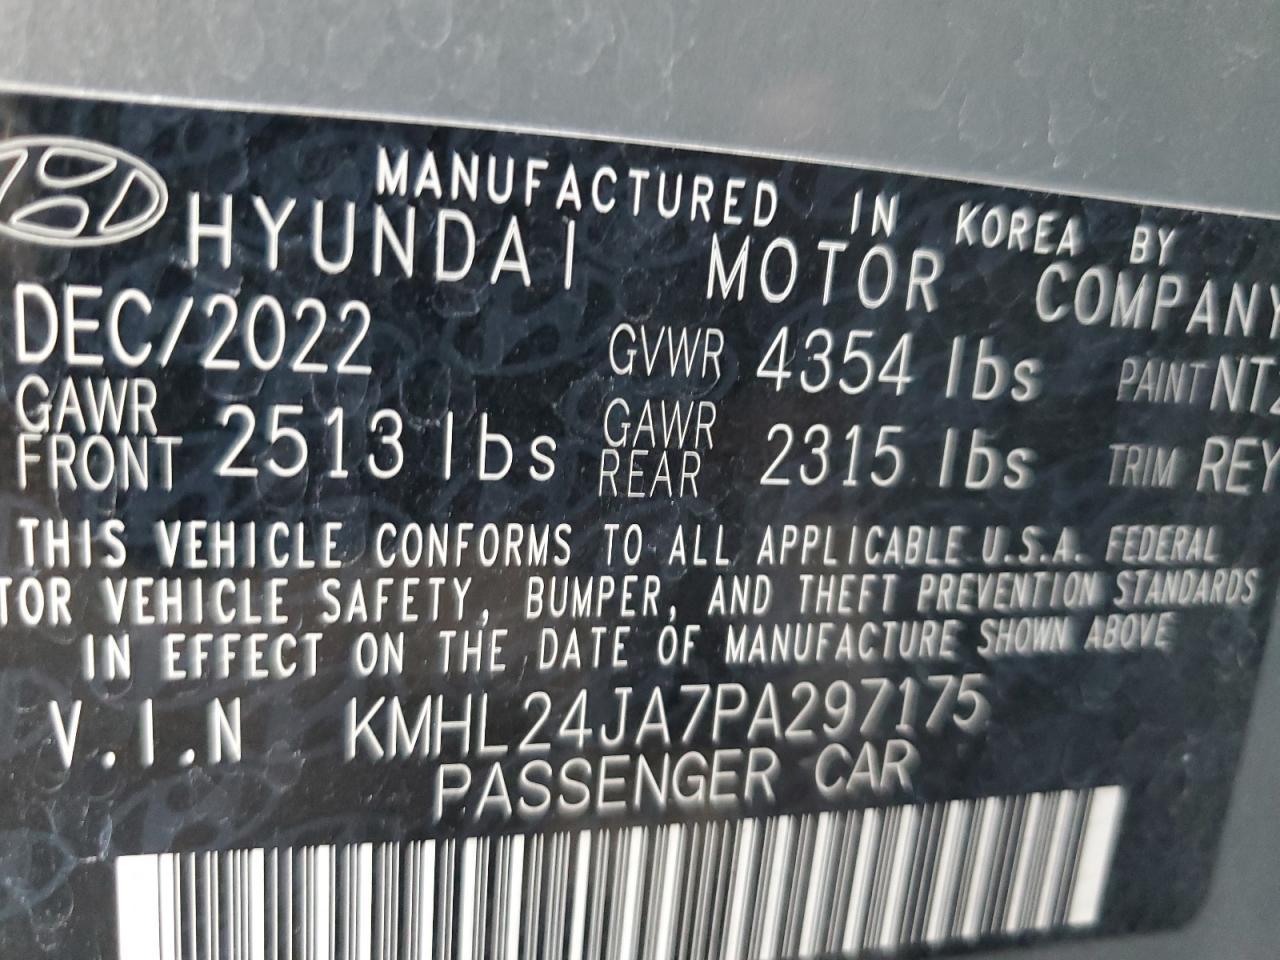 MANUFACTURED IN KOREA BY
HYUNDAI MOTOR COMPANY
DEC/2022 GVWR 4354 lbs PAINT
GAWR FRONT 2513 lbs GAWR REAR 2315 lbs TRIM REY
THIS VEHICLE CONFORMS TO ALL APPLICABLE U.S.A. FEDERAL
TOR VEHICLE SAFETY, BUMPER, AND THEFT PREVENTION STANDARDS
IN EFFECT ON THE DATE OF MANUFACTURE SHOWN ABOVE
V.I.N KMHL24JA7PA297175
PASSENGER CAR